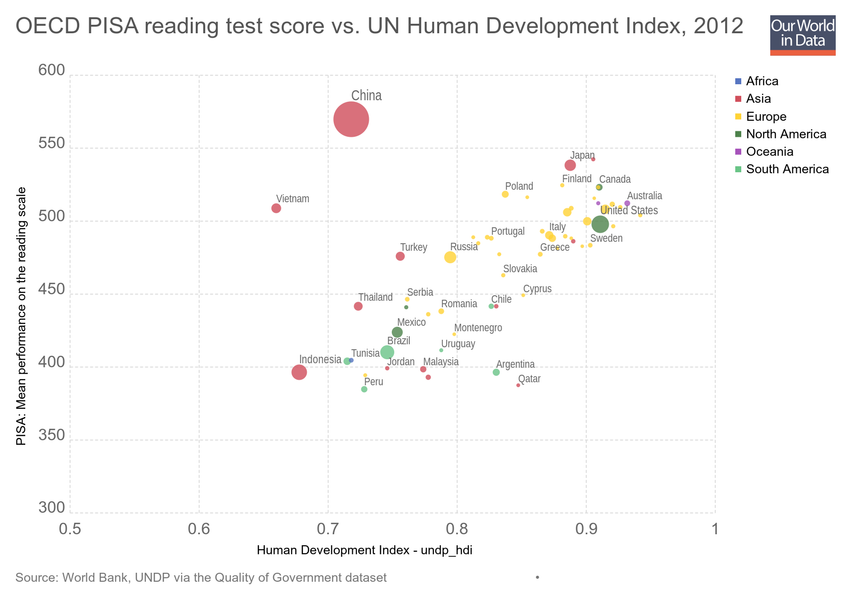 OECD PISA reading test score vs. UN Human Development Index, 2012
Our World
in Data
Africa
Asia
Europe
North America
Oceania
South America
600
550
500
450
400
350
300
PISA: Mean performance on the reading scale
China
Japan
Finland
Canada
Poland
Australia
Vietnam
United States
Portugal
Italy
Sweden
Turkey
Russia
Greece
Slovakia
Cyprus
Serbia
Thailand
Romania
Chile
Mexico
Montenegro
Brazil
Uruguay
Tunisia
Indonesia
Jordan
Malaysia
Argentina
Peru
Qatar
0.5
0.6
0.7
0.8
0.9
1
Human Development Index - undp_hdi
Source: World Bank, UNDP via the Quality of Government dataset